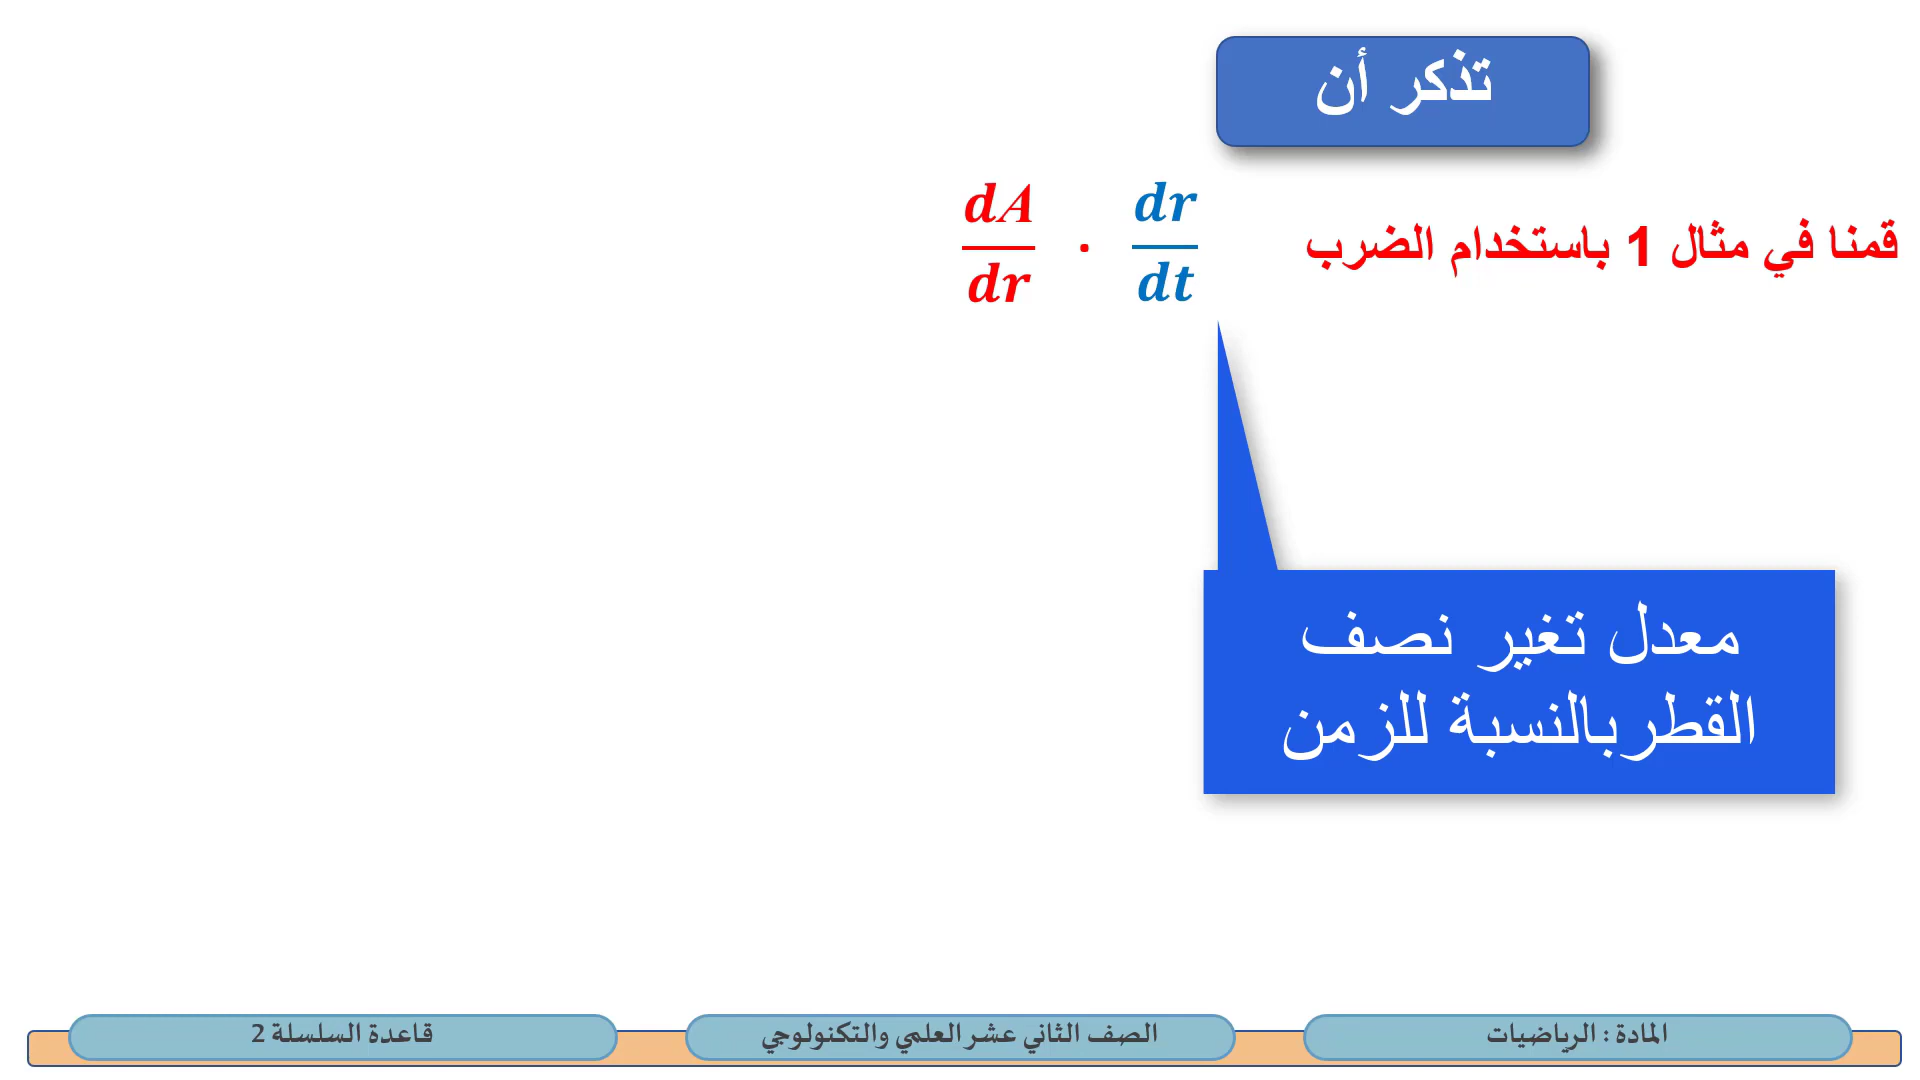 تذكر أن
قمنا في مثال 1 باستخدام الضرب
dA/dr · dr/dt
معدل تغير نصف
القطربالنسبة للزمن
المادة : الرياضيات
الصف الثاني عشر العلمي والتكنولوجي
قاعدة السلسلة 2